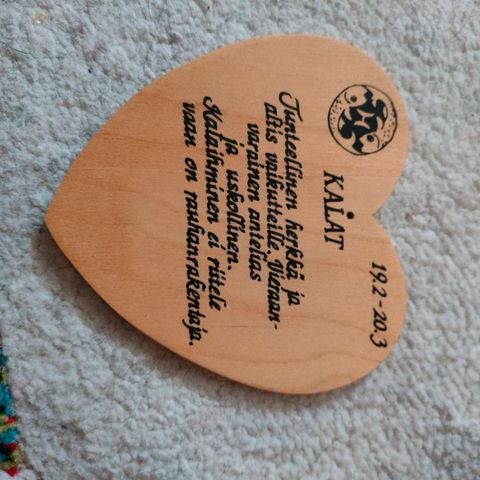 KALAT
19.2-20.3
Tunteellinen herkkä ja
altis vaikutteille. Vieraan-
varainen antelias
ja uskollinen.
Kalaihminen ei riitele
vaan on rauhanrakentaja.